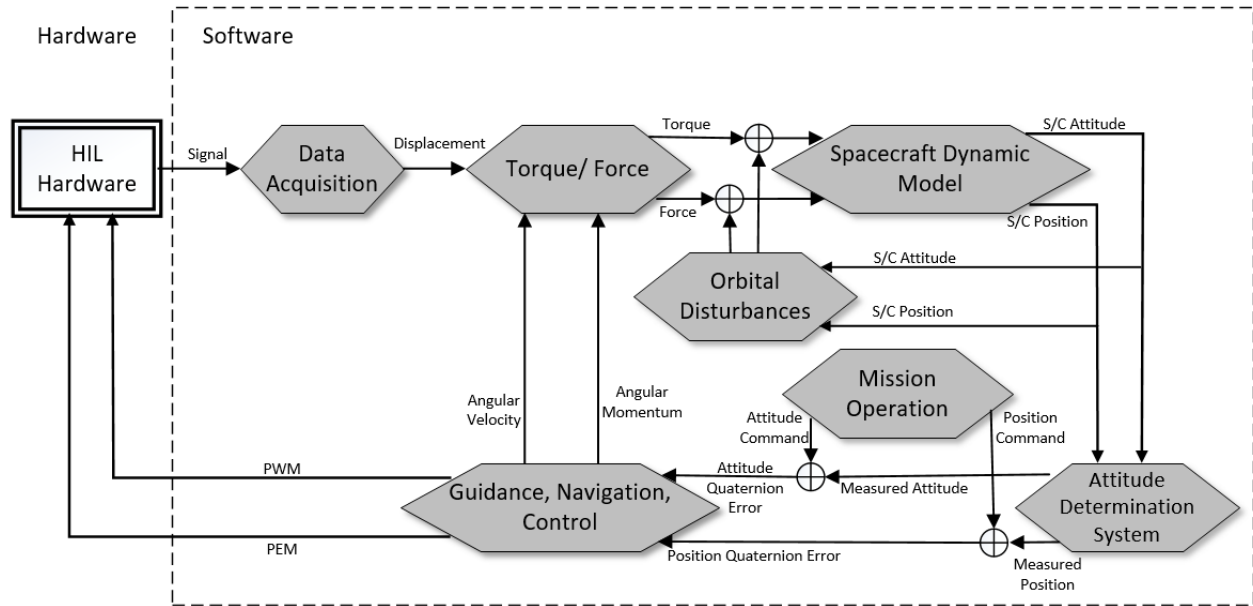 Hardware
Software
HIL
Hardware
Signal
Data
Acquisition
Displacement
Torque/ Force
Torque
Force
Spacecraft Dynamic
Model
S/C Attitude
S/C Position
Orbital
Disturbances
S/C Attitude
S/C Position
Mission
Operation
Angular
Velocity
Angular
Momentum
Attitude
Command
Position
Command
PWM
PEM
Guidance, Navigation,
Control
Attitude
Quaternion
Error
Measured Attitude
Position Quaternion Error
Measured
Position
Attitude
Determination
System